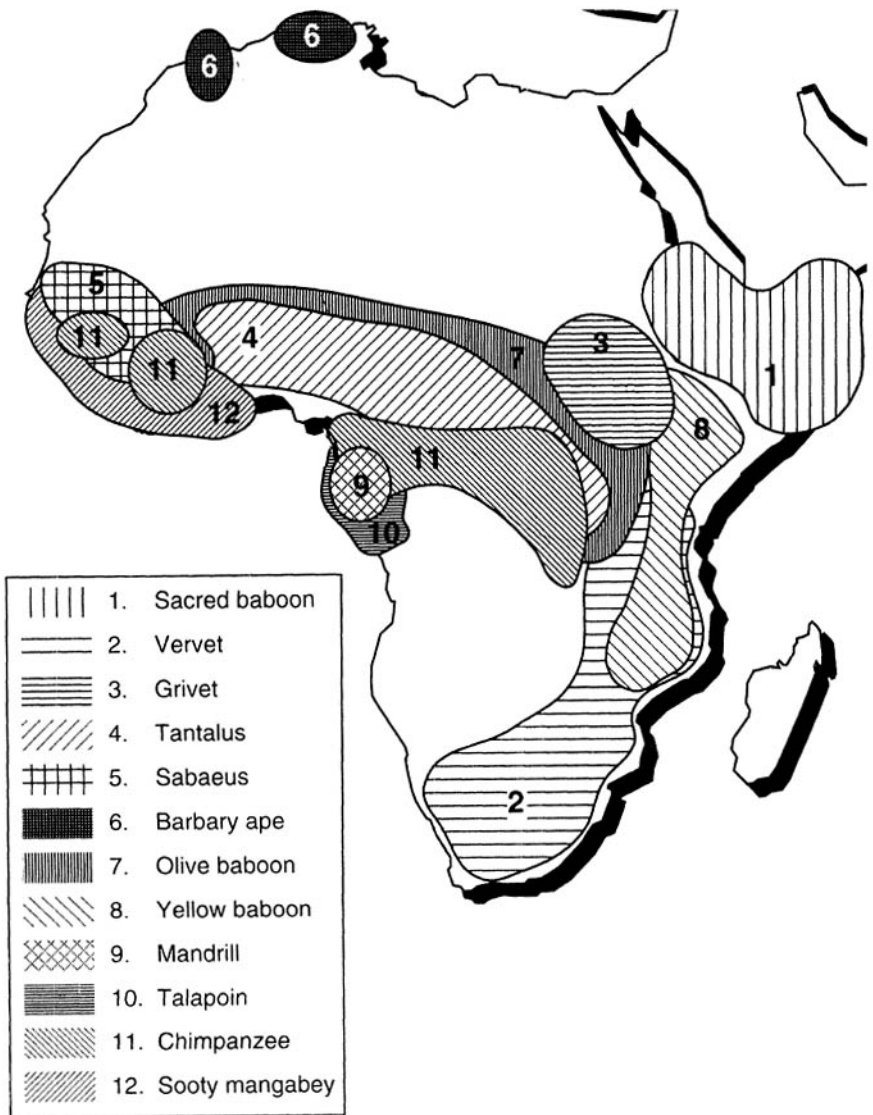 6
6
5
11
11
12
4
7
3
1
8
11
9
10
2
1. Sacred baboon
2. Vervet
3. Grivet
4. Tantalus
5. Sabaeus
6. Barbary ape
7. Olive baboon
8. Yellow baboon
9. Mandrill
10. Talapoin
11. Chimpanzee
12. Sooty mangabey